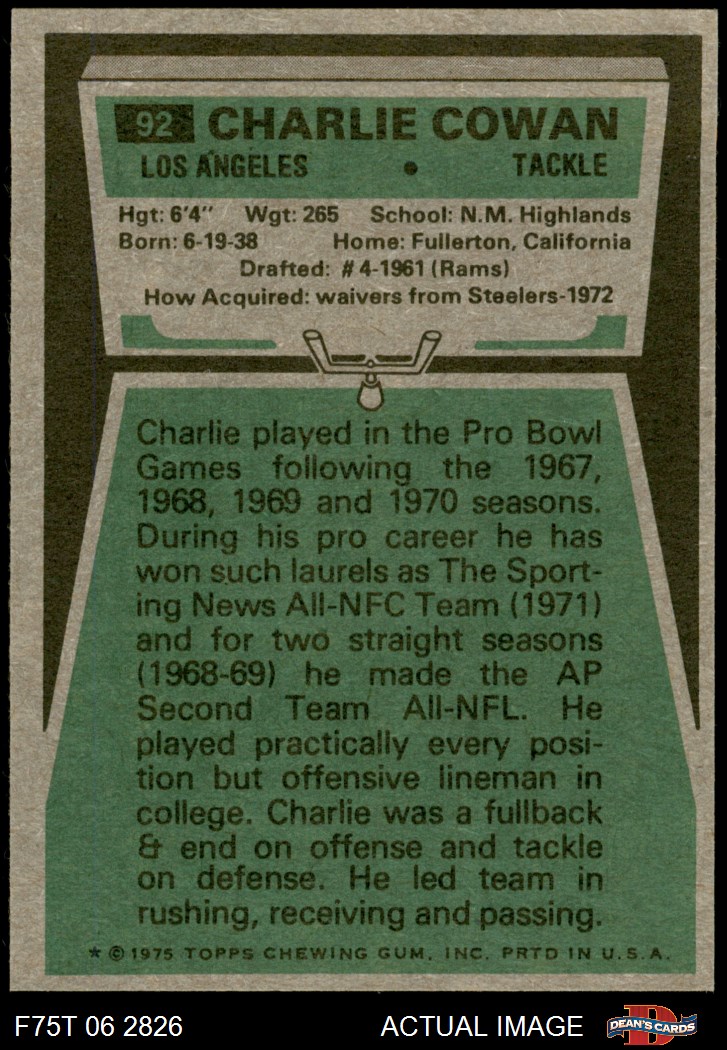 92 CHARLIE COWAN
LOS ANGELES • TACKLE
Hgt: 6'4" Wgt: 265 School: N.M. Highlands
Born: 6-19-38 Home: Fullerton, California
Drafted: #4-1961 (Rams)
How Acquired: waivers from Steelers-1972
Charlie played in the Pro Bowl
Games following the 1967,
1968, 1969 and 1970 seasons.
During his pro career he has
won such laurels as The Sport-
ing News All-NFC Team (1971)
and for two straight seasons
(1968-69) he made the AP
Second Team All-NFL. He
played practically every posi-
tion but offensive lineman in
college. Charlie was a fullback
& end on offense and tackle
on defense. He led team in
rushing, receiving and passing.
* © 1975 TOPPS CHEWING GUM, INC. PRTD IN U.S.A.
F75T 06 2826 ACTUAL IMAGE D DEAN'S CARDS